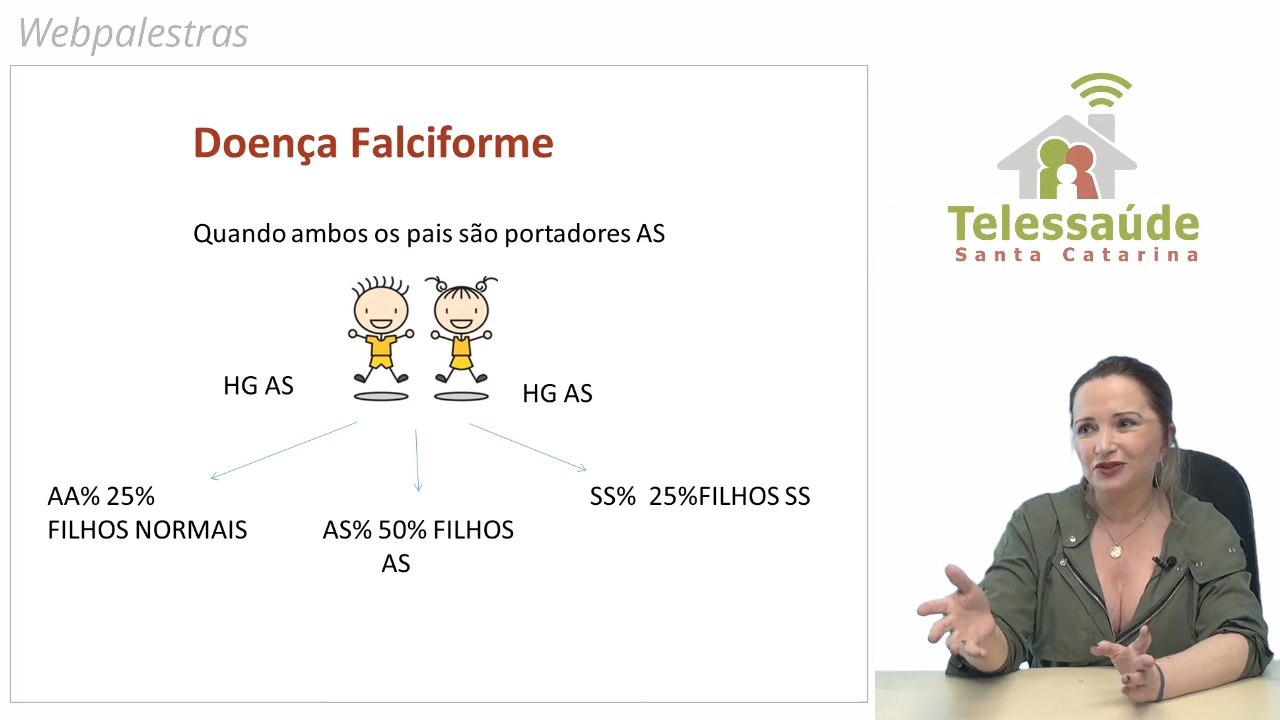 Webpalestras
Doença Falciforme
Quando ambos os pais são portadores AS
HG AS
HG AS
AA% 25%
FILHOS NORMAIS
AS% 50% FILHOS
AS
SS%  25%FILHOS SS
Telessaúde
Santa Catarina